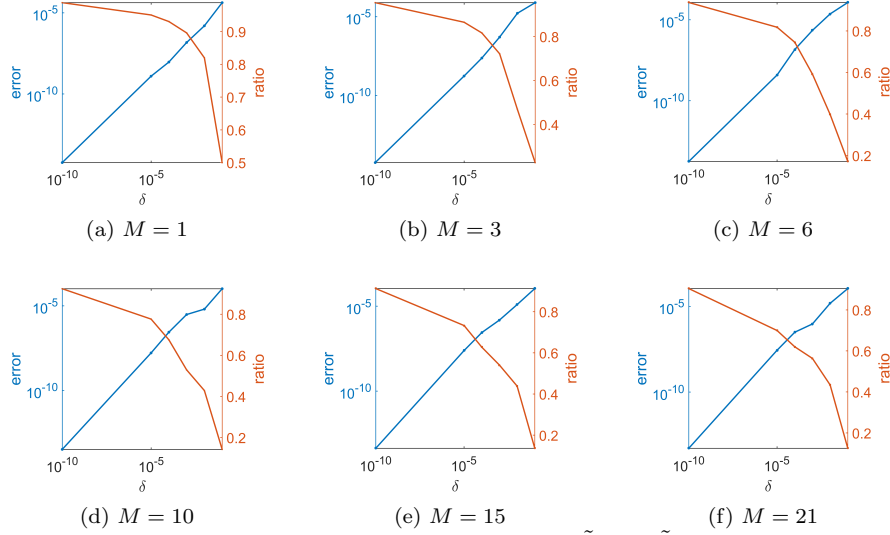 error
10^-5
10^-10
0.9
0.8
0.7
0.6
0.5
ratio
10^-10
10^-5
δ
(a) M = 1
error
10^-5
10^-10
0.8
0.6
0.4
ratio
10^-10
10^-5
δ
(b) M = 3
error
10^-5
10^-10
0.8
0.6
0.4
0.2
ratio
10^-10
10^-5
δ
(c) M = 6
error
10^-5
10^-10
0.8
0.6
0.4
0.2
ratio
10^-10
10^-5
δ
(d) M = 10
error
10^-5
10^-10
0.8
0.6
0.4
0.2
ratio
10^-10
10^-5
δ
(e) M = 15
error
10^-5
10^-10
0.8
0.6
0.4
0.2
ratio
10^-10
10^-5
δ
(f) M = 21